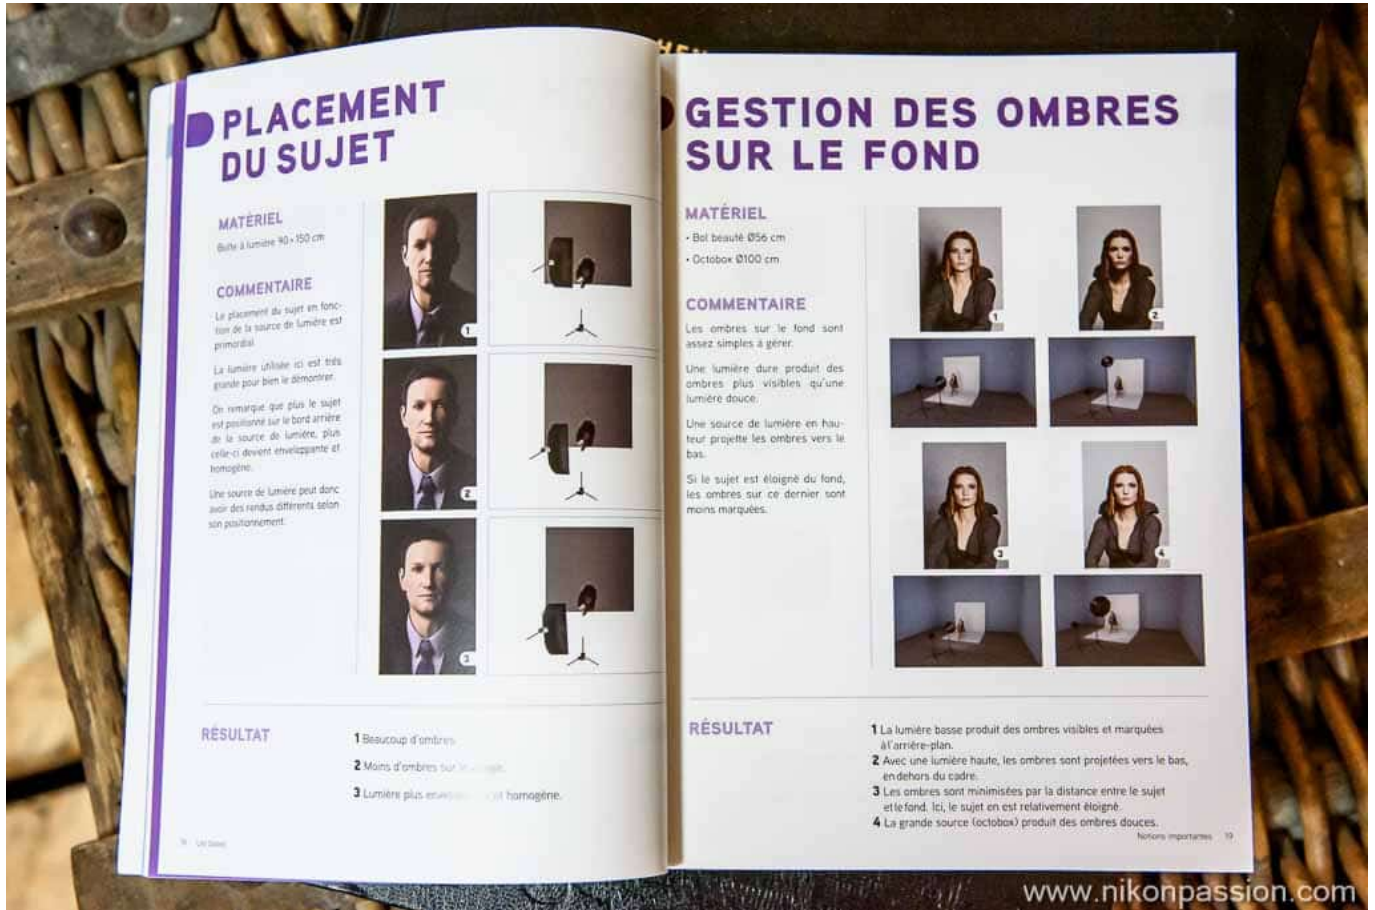 PLACEMENT
DU SUJET
MATÉRIEL
Boîte à lumière 90×150 cm
COMMENTAIRE
Le placement du sujet en fonc-
tion de la source de lumière est
primordial.
La lumière utilisée ici est très
grande pour bien le démontrer.
On remarque que plus le sujet
est positionné sur le bord arrière
de la source de lumière, plus
celle-ci devient enveloppante et
homogène.
Une source de lumière peut donc
avoir des rendus différents selon
son positionnement.
1
2
3
RÉSULTAT
1 Beaucoup d'ombres.
2 Moins d'ombres sur
3 Lumière plus et homogène.
Les bases
GESTION DES OMBRES
SUR LE FOND
MATÉRIEL
• Bol beauté Ø56 cm
• Octobox Ø100 cm
COMMENTAIRE
Les ombres sur le fond sont
assez simples à gérer.
Une lumière dure produit des
ombres plus visibles qu'une
lumière douce.
Une source de lumière en hau-
teur projette les ombres vers le
bas.
Si le sujet est éloigné du fond,
les ombres sur ce dernier sont
moins marquées.
1
2
3
4
RÉSULTAT
1 La lumière basse produit des ombres visibles et marquées
à l'arrière-plan.
2 Avec une lumière haute, les ombres sont projetées vers le bas,
en dehors du cadre.
3 Les ombres sont minimisées par la distance entre le sujet
et le fond. Ici, le sujet en est relativement éloigné.
4 La grande source (octobox) produit des ombres douces.
Notions importantes 19
www.nikonpassion.com